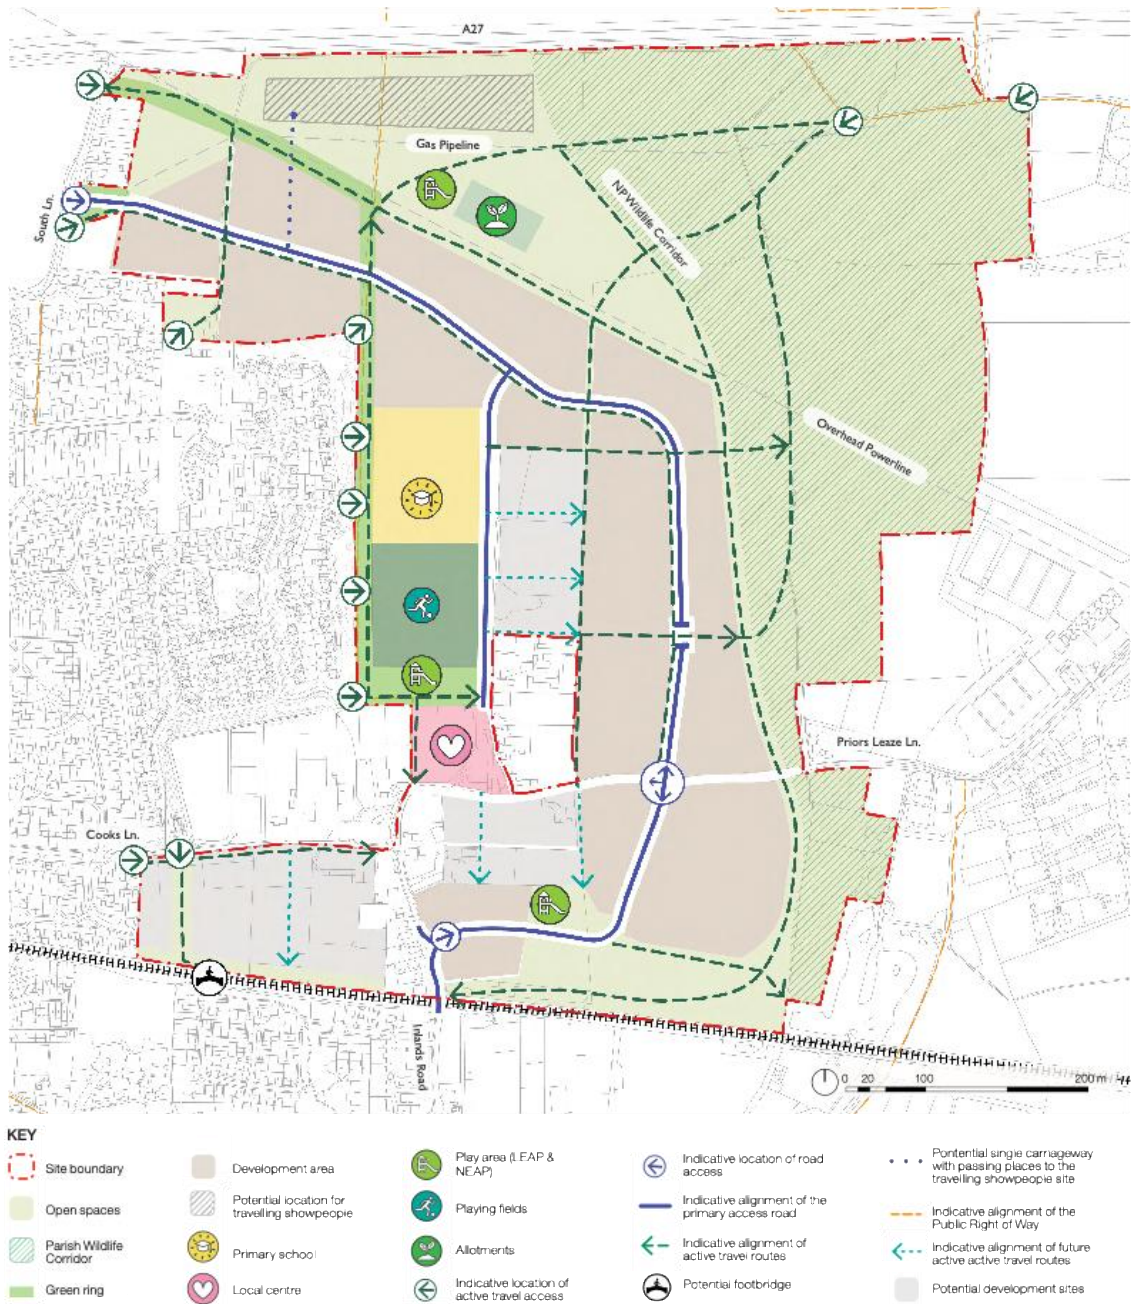 A27
Gas Pipeline
NPWildlife Corridor
South Ln.
Overhead Powerline
Priors Leaze Ln.
Cooks Ln.
Inlands Road
0 20 100 200 m
KEY
Site boundary
Open spaces
Parish Wildlife
Corridor
Green ring
Development area
Potential location for
travelling showpeople
Primary school
Local centre
Play area (LEAP &
NEAP)
Playing fields
Allotments
Indicative location of
active travel access
Indicative location of road
access
Indicative alignment of the
primary access road
Indicative alignment of
active travel routes
Potential footbridge
Pontential single carriageway
with passing places to the
travelling showpeople site
Indicative alignment of the
Public Right of Way
Indicative alignment of future
active active travel routes
Potential development sites